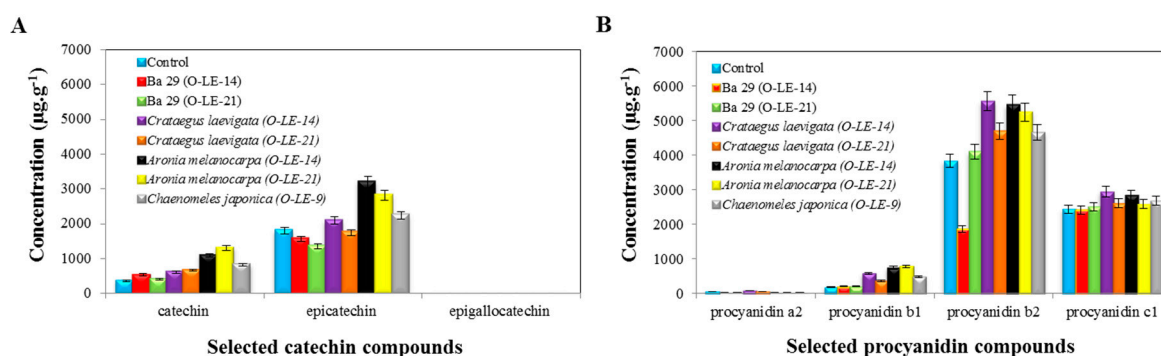 A
Concentration (µg.g-1)
7000
6000
5000
4000
3000
2000
1000
0
Control
Ba 29 (O-LE-14)
Ba 29 (O-LE-21)
Crataegus laevigata (O-LE-14)
Crataegus laevigata (O-LE-21)
Aronia melanocarpa (O-LE-14)
Aronia melanocarpa (O-LE-21)
Chaenomeles japonica (O-LE-9)
catechin epicatechin epigallocatechin
Selected catechin compounds
B
Concentration (µg.g-1)
7000
6000
5000
4000
3000
2000
1000
0
Control
Ba 29 (O-LE-14)
Ba 29 (O-LE-21)
Crataegus laevigata (O-LE-14)
Crataegus laevigata (O-LE-21)
Aronia melanocarpa (O-LE-14)
Aronia melanocarpa (O-LE-21)
Chaenomeles japonica (O-LE-9)
procyanidin a2 procyanidin b1 procyanidin b2 procyanidin c1
Selected procyanidin compounds